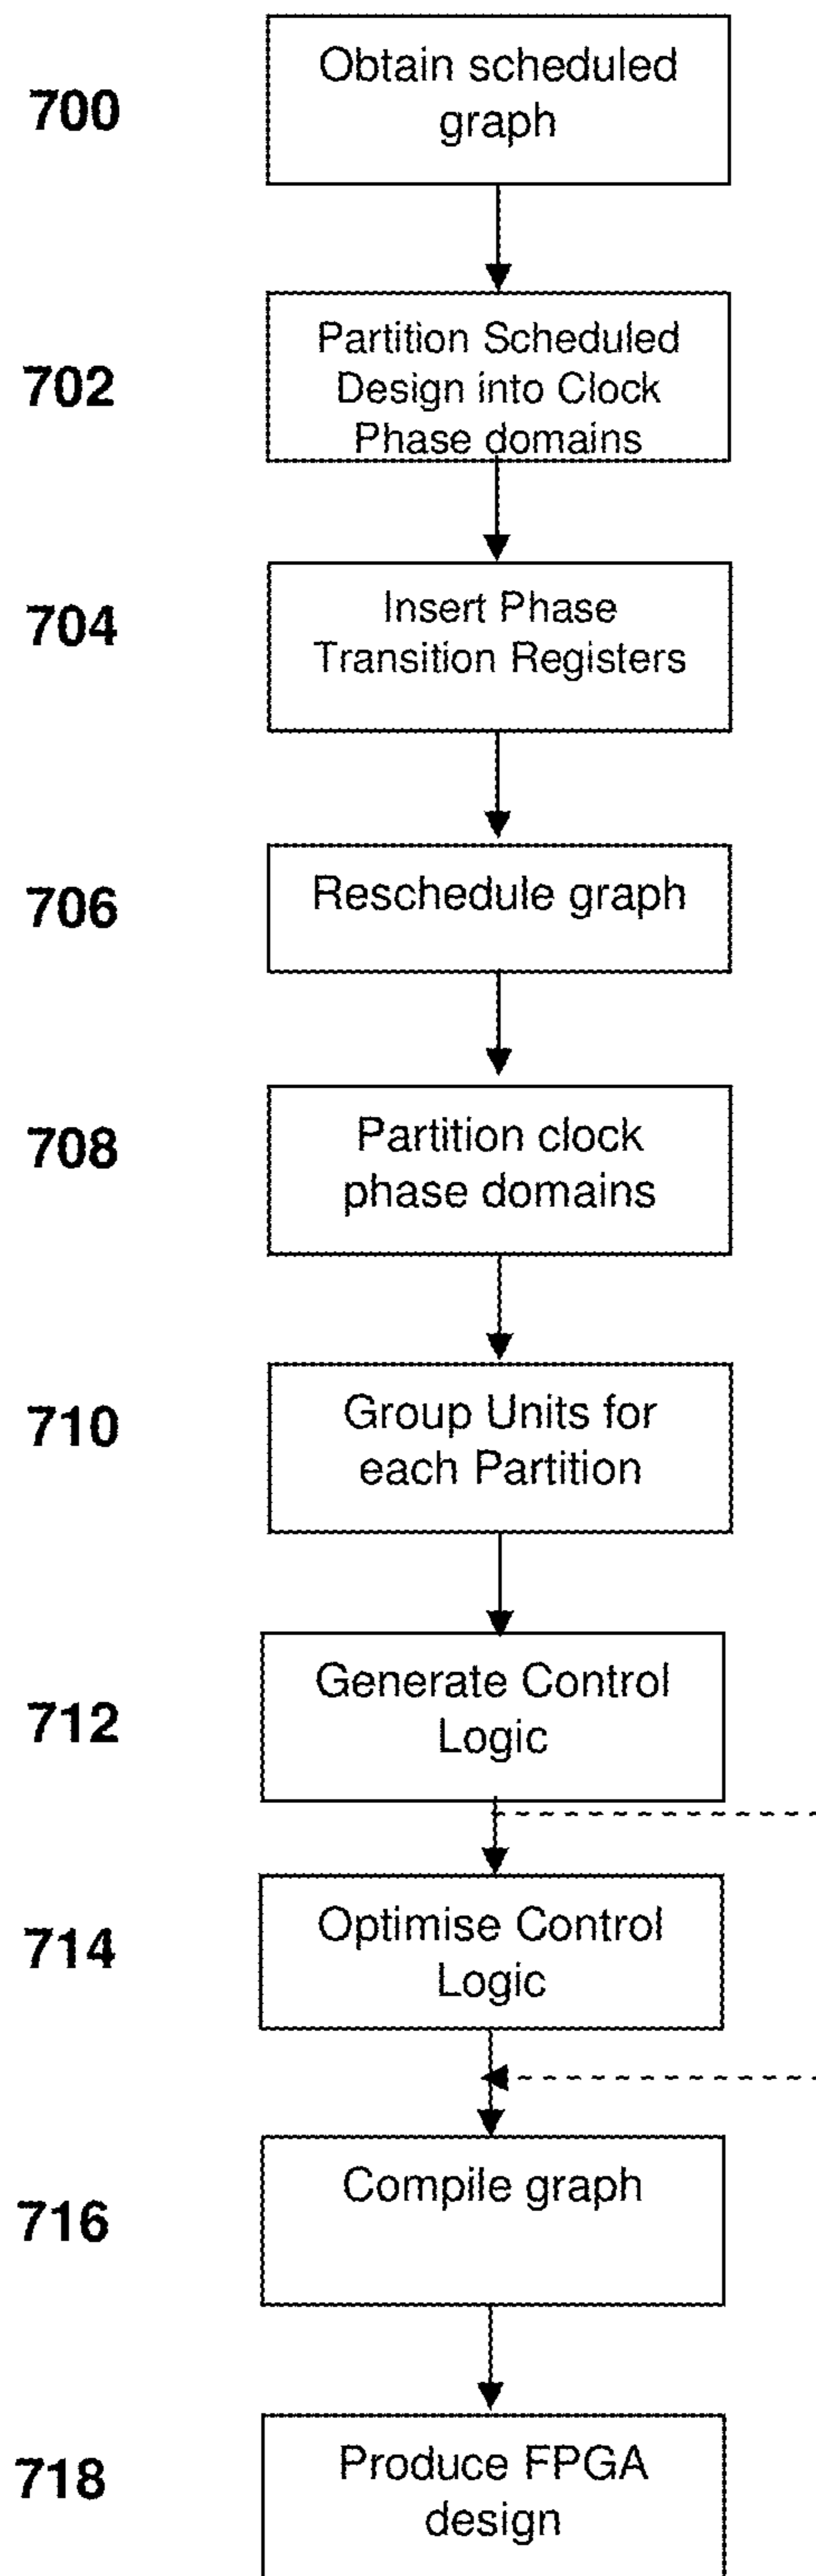 700
Obtain scheduled
graph
702
Partition Scheduled
Design into Clock
Phase domains
704
Insert Phase
Transition Registers
706
Reschedule graph
708
Partition clock
phase domains
710
Group Units for
each Partition
712
Generate Control
Logic
714
Optimise Control
Logic
716
Compile graph
718
Produce FPGA
design